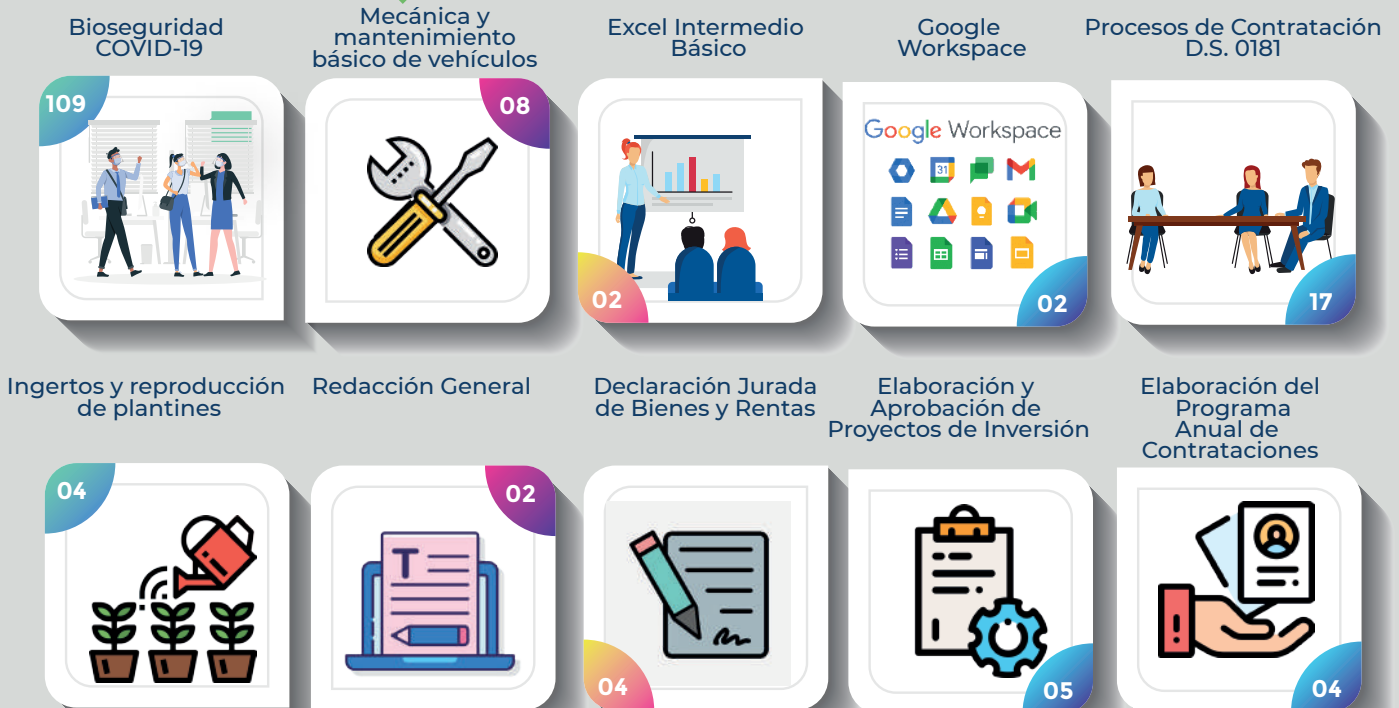 Bioseguridad
COVID-19
109
Mecánica y
mantenimiento
básico de vehículos
08
Excel Intermedio
Básico
02
Google
Workspace
Google Workspace
31
02
Procesos de Contratación
D.S. 0181
17
Ingertos y reproducción
de plantines
04
Redacción General
02
T
Declaración Jurada
de Bienes y Rentas
04
Elaboración y
Aprobación de
Proyectos de Inversión
05
Elaboración del
Programa
Anual de
Contrataciones
04